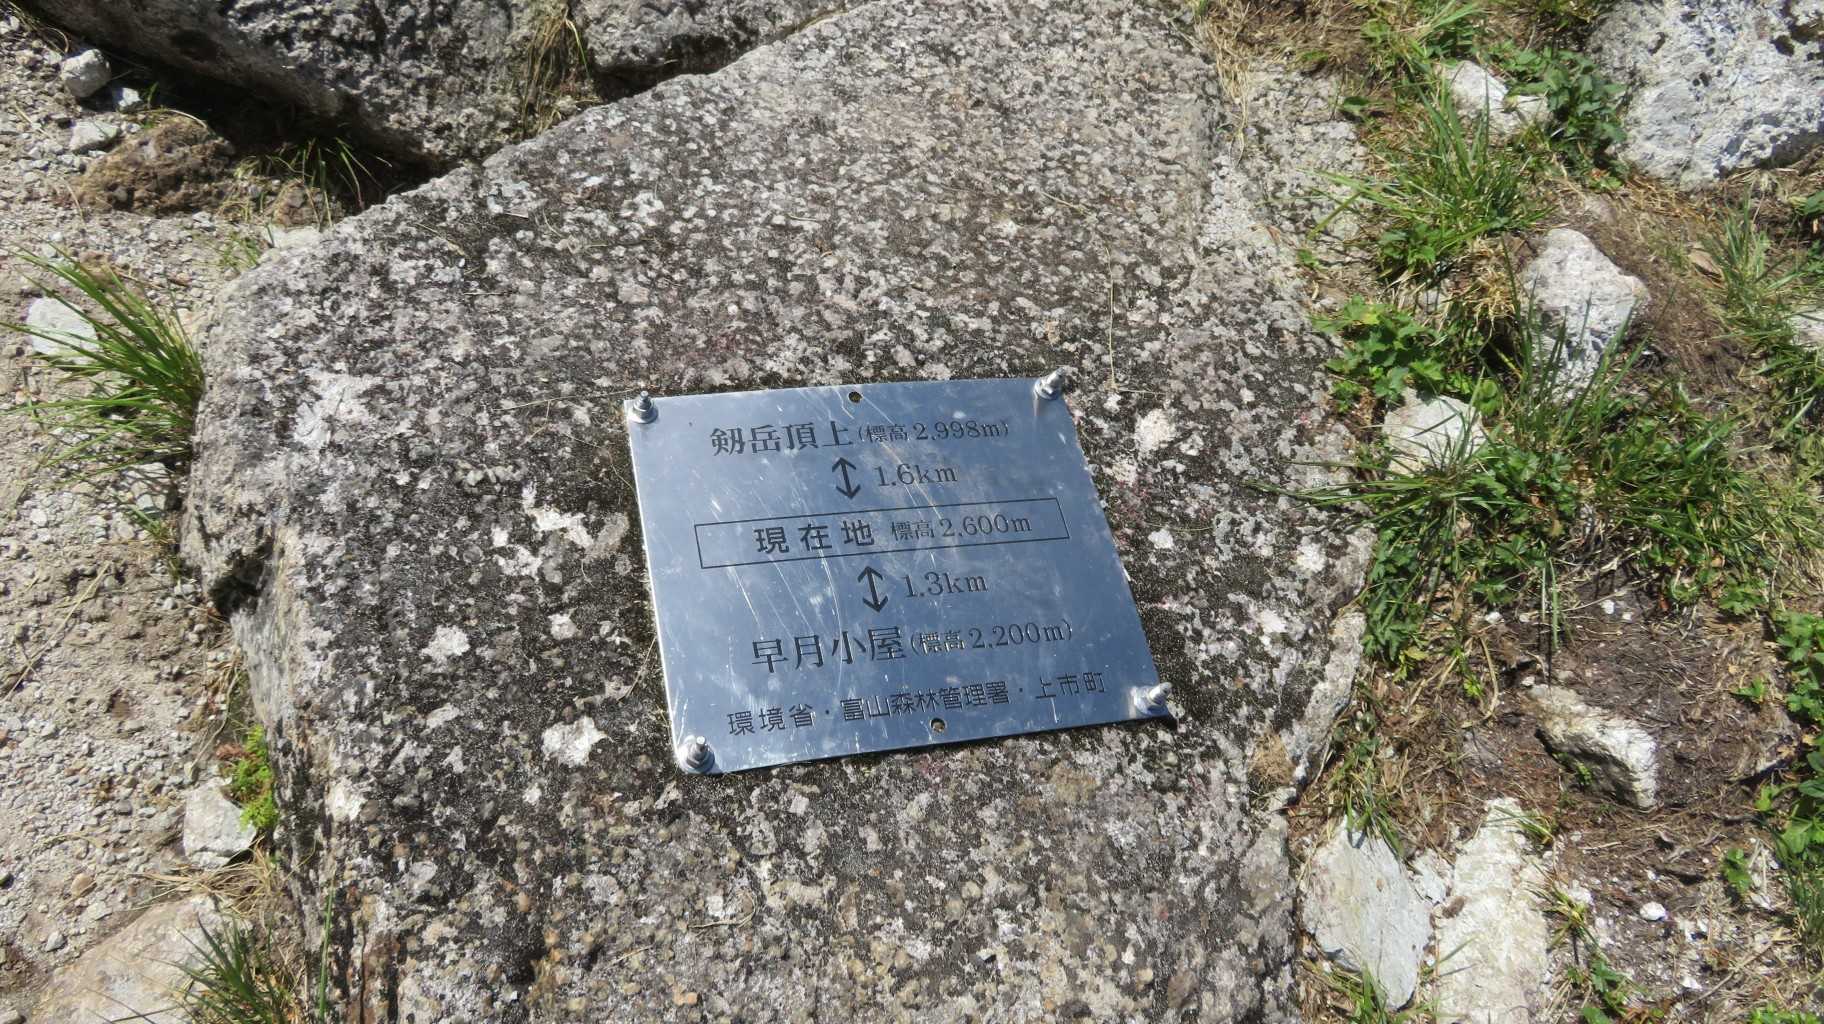 剱岳頂上(標高2,998m)
↕ 1.6km
現在地 標高2,600m
↕ 1.3km
早月小屋(標高2,200m)
環境省・富山森林管理署・上市町